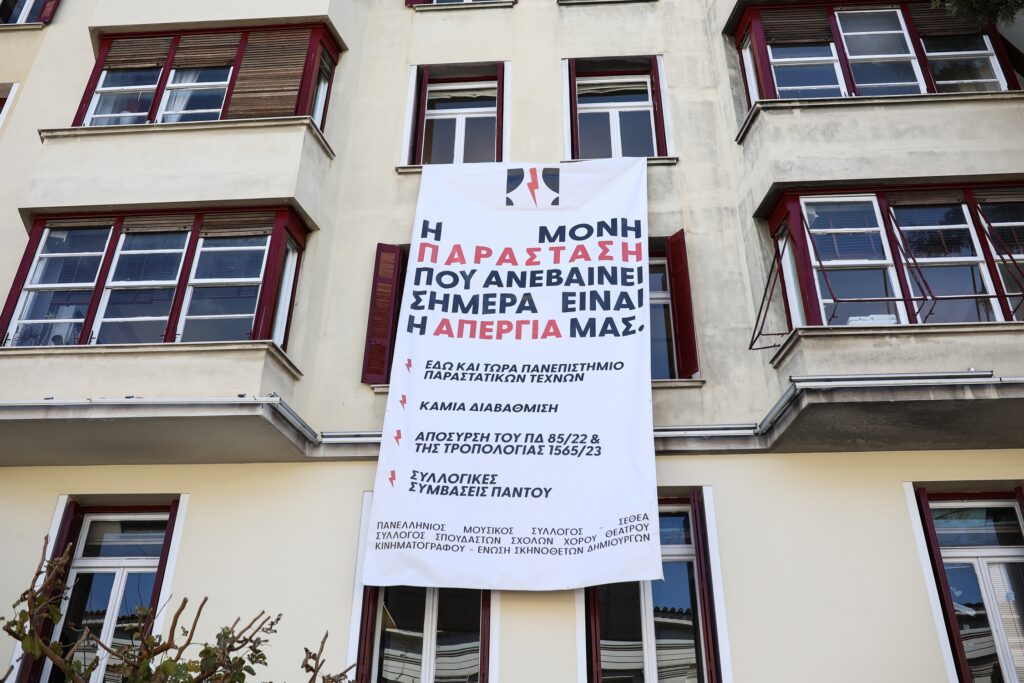 Η ΜΟΝΗ
ΠΑΡΑΣΤΑΣΗ
ΠΟΥ ΑΝΕΒΑΙΝΕΙ
ΣΗΜΕΡΑ ΕΙΝΑΙ
Η ΑΠΕΡΓΙΑ ΜΑΣ.
ΕΔΩ ΚΑΙ ΤΩΡΑ ΠΑΝΕΠΙΣΤΗΜΙΟ
ΠΑΡΑΣΤΑΤΙΚΩΝ ΤΕΧΝΩΝ
ΚΑΜΙΑ ΔΙΑΒΑΘΜΙΣΗ
ΑΠΟΣΥΡΣΗ ΤΟΥ ΠΔ 85/22 &
ΤΗΣ ΤΡΟΠΟΛΟΓΙΑΣ 1565/23
ΣΥΛΛΟΓΙΚΕΣ
ΣΥΜΒΑΣΕΙΣ ΠΑΝΤΟΥ
ΠΑΝΕΛΛΗΝΙΟΣ ΜΟΥΣΙΚΟΣ ΣΥΛΛΟΓΟΣ - ΣΕΘΕΑ
ΣΥΛΛΟΓΟΣ ΣΠΟΥΔΑΣΤΩΝ ΣΧΟΛΩΝ ΧΟΡΟΥ ΘΕΑΤΡΟΥ
ΚΙΝΗΜΑΤΟΓΡΑΦΟΥ - ΕΝΩΣΗ ΣΚΗΝΟΘΕΤΩΝ ΔΗΜΙΟΥΡΓΩΝ